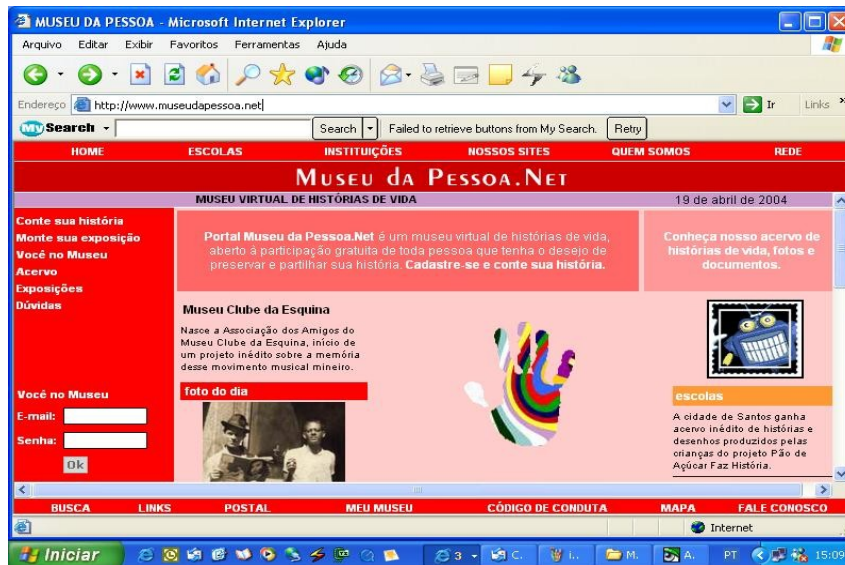 MUSEU DA PESSOA - Microsoft Internet Explorer
Arquivo Editar Exibir Favoritos Ferramentas Ajuda
Endereço http://www.museudapessoa.net Ir Links
My Search Search Failed to retrieve buttons from My Search. Retry
HOME ESCOLAS INSTITUIÇÕES NOSSOS SITES QUEM SOMOS REDE
MUSEU dA PESSOA.NET
MUSEU VIRTUAL DE HISTÓRIAS DE VIDA 19 de abril de 2004
Conte sua história
Monte sua exposição
Você no Museu
Acervo
Exposições
Dúvidas
Portal Museu da Pessoa.Net é um museu virtual de histórias de vida,
aberto à participação gratuita de toda pessoa que tenha o desejo de
preservar e partilhar sua história. Cadastre-se e conte sua história.
Conheça nosso acervo de
histórias de vida, fotos e
documentos.
Museu Clube da Esquina
Nasce a Associação dos Amigos do
Museu Clube da Esquina, início de
um projeto inédito sobre a memória
desse movimento musical mineiro.
foto do dia
Você no Museu
E-mail:
Senha:
Ok
escolas
A cidade de Santos ganha
acervo inédito de histórias e
desenhos produzidos pelas
crianças do projeto Pão de
Açúcar Faz História.
BUSCA LINKS POSTAL MEU MUSEU CÓDIGO DE CONDUTA MAPA FALE CONOSCO
Internet
Iniciar 3 C. i.. M. A. PT 15:09